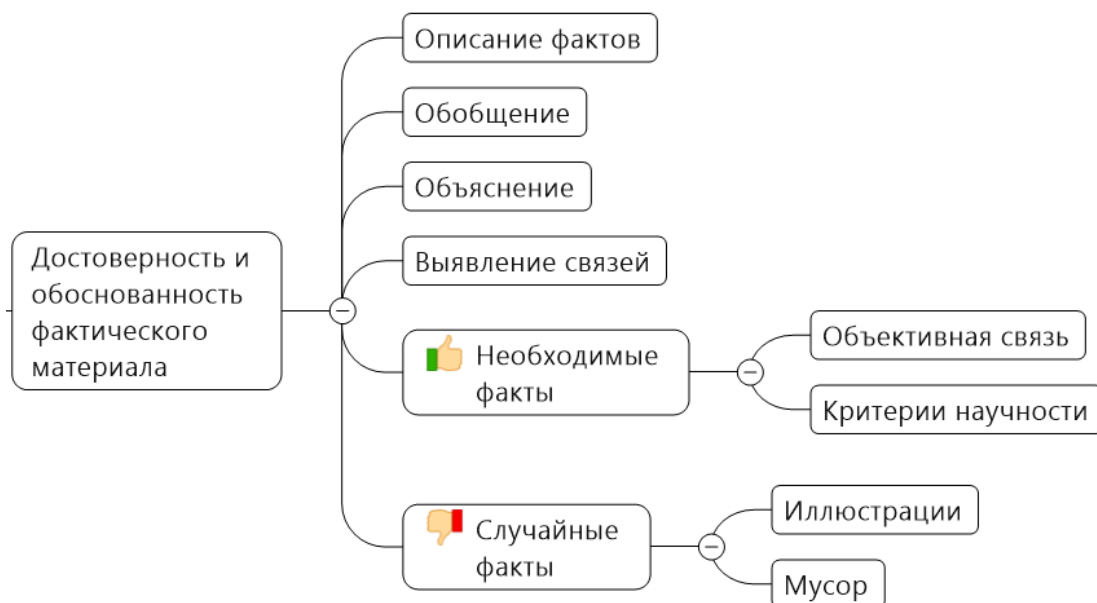 Описание фактов
Обобщение
Объяснение
Выявление связей
Достоверность и
обоснованность
фактического
материала
Необходимые
факты
Объективная связь
Критерии научности
Случайные
факты
Иллюстрации
Мусор